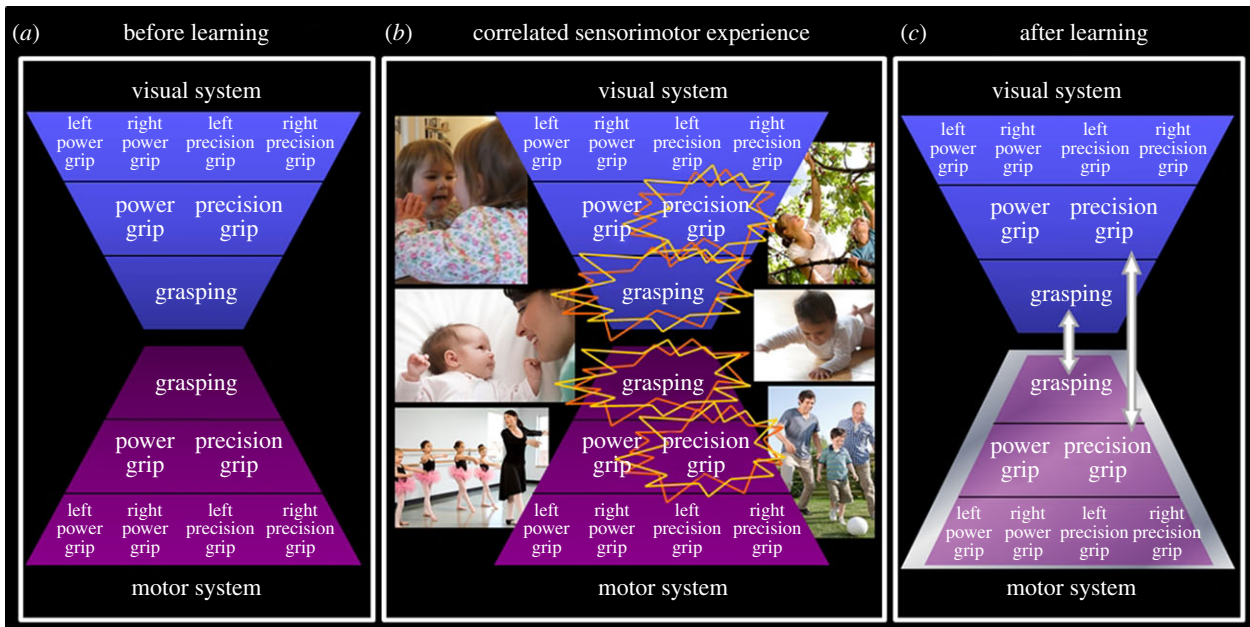 (a) before learning
visual system
left power grip
right power grip
left precision grip
right precision grip
power grip
precision grip
grasping
grasping
power grip
precision grip
left power grip
right power grip
left precision grip
right precision grip
motor system
(b) correlated sensorimotor experience
visual system
left power grip
right power grip
left precision grip
right precision grip
power grip
precision grip
grasping
grasping
power grip
precision grip
left power grip
right power grip
left precision grip
right precision grip
motor system
(c) after learning
visual system
left power grip
right power grip
left precision grip
right precision grip
power grip
precision grip
grasping
grasping
power grip
precision grip
left power grip
right power grip
left precision grip
right precision grip
motor system